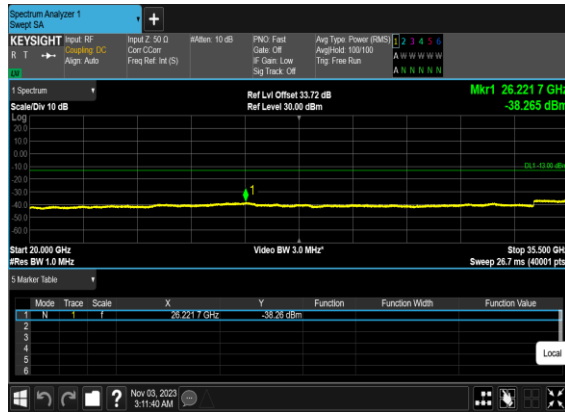 Spectrum Analyzer 1
Swept SA
+
KEYSIGHT Input: RF Input Z: 50 Ω #Atten: 10 dB PNO: Fast Avg Type: Power (RMS) 1 2 3 4 5 6
R T Coupling: DC Corr CCorr Gate: Off Avg|Hold: 100/100 A W W W W W
Align: Auto Freq Ref: Int (S) IF Gain: Low Trig: Free Run
Sig Track: Off A N N N N N
1 Spectrum Ref Lvl Offset 33.72 dB Mkr1 26.221 7 GHz
Scale/Div 10 dB Ref Level 30.00 dBm -38.265 dBm
Log
20.0
10.0
0.00
-10.0 DL1 -13.00 dBm
-20.0
-30.0 1
-40.0
-50.0
-60.0
Start 20.000 GHz Video BW 3.0 MHz* Stop 35.500 GHz
#Res BW 1.0 MHz Sweep 26.7 ms (40001 pts
5 Marker Table
Mode Trace Scale X Y Function Function Width Function Value
1 N 1 f 26.221 7 GHz -38.26 dBm
2
3
4
5
6
Local
? Nov 03, 2023
3:11:40 AM